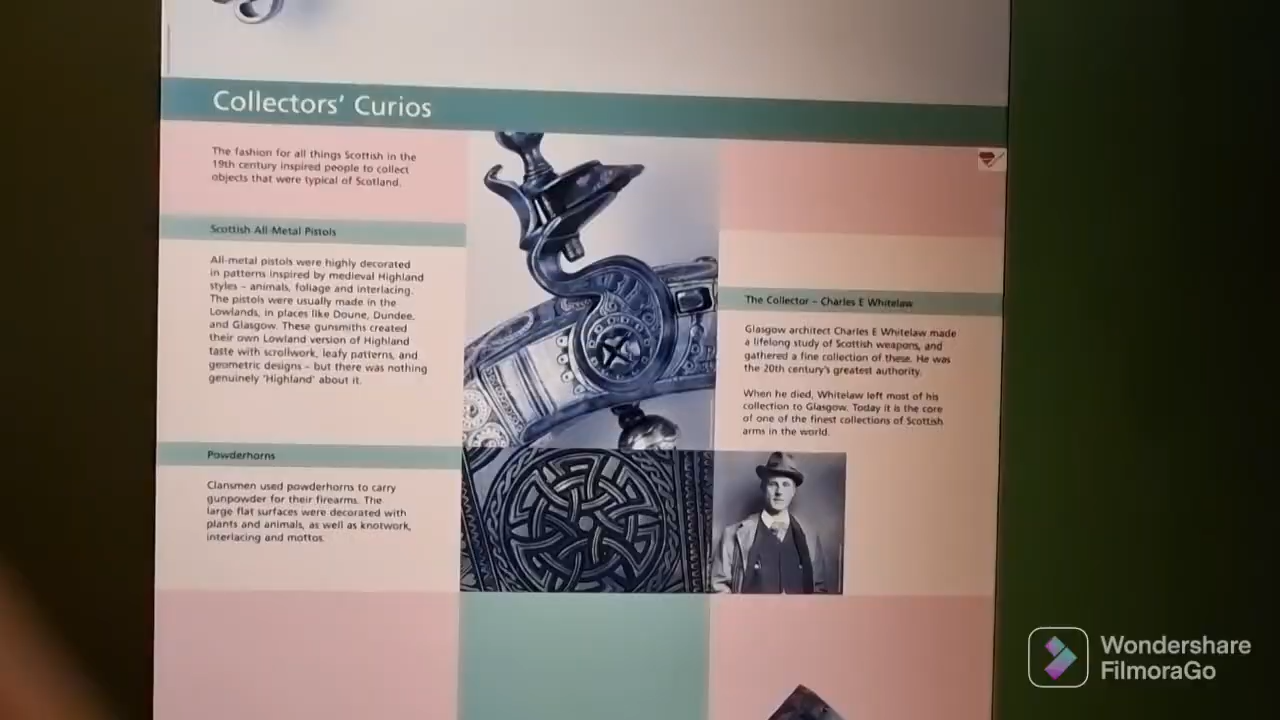 Collectors' Curios
The fashion for all things Scottish in the
19th century inspired people to collect
objects that were typical of Scotland.
Scottish All-Metal Pistols
All-metal pistols were highly decorated
in patterns inspired by medieval Highland
styles – animals, foliage and interlacing.
The pistols were usually made in the
Lowlands, in places like Doune, Dundee,
and Glasgow. These gunsmiths created
their own Lowland version of Highland
taste with scrollwork, leafy patterns, and
geometric designs – but there was nothing
genuinely 'Highland' about it.
Powderhorns
Clansmen used powderhorns to carry
gunpowder for their firearms. The
large flat surfaces were decorated with
plants and animals, as well as knotwork,
interlacing and mottos.
The Collector – Charles E Whitelaw
Glasgow architect Charles E Whitelaw made
a lifelong study of Scottish weapons, and
gathered a fine collection of these. He was
the 20th century's greatest authority.
When he died, Whitelaw left most of his
collection to Glasgow. Today it is the core
of one of the finest collections of Scottish
arms in the world.
Wondershare
FilmoraGo